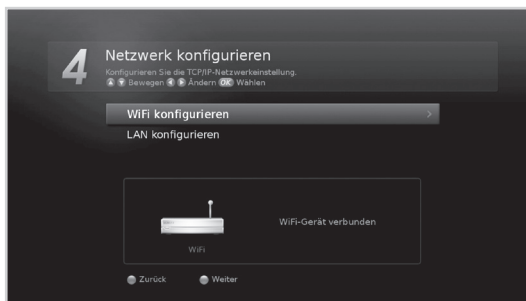 4
Netzwerk konfigurieren
Konfigurieren Sie die TCP/IP-Netzwerkeinstellung.
Bewegen Ändern OK Wählen
WiFi konfigurieren
LAN konfigurieren
WiFi-Gerät verbunden
WiFi
Zurück Weiter